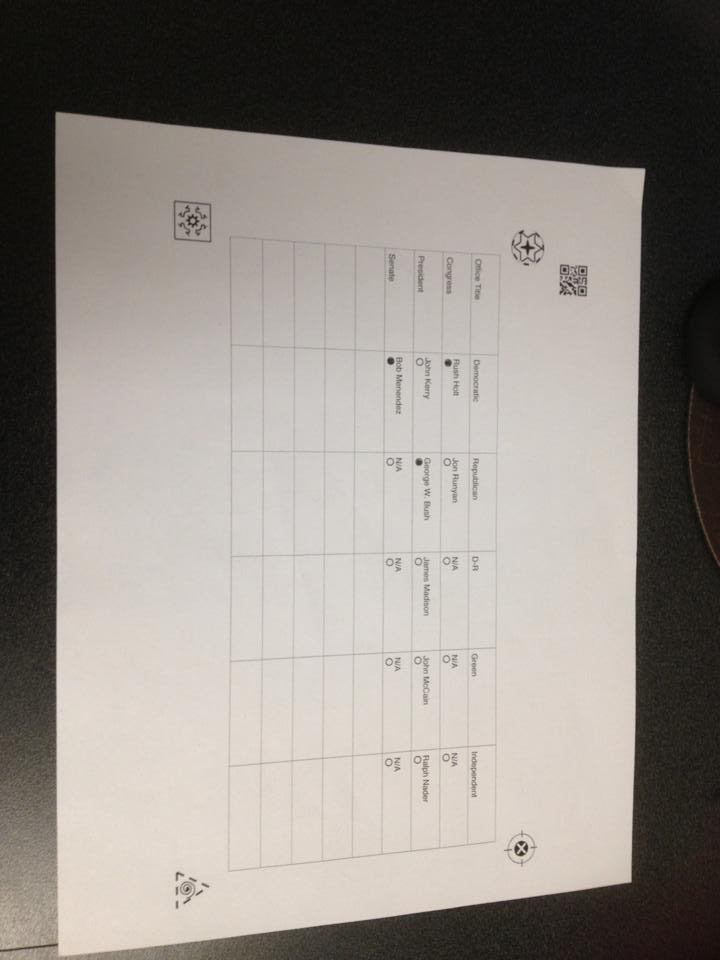 Office Title Democratic Republican D-R Green Independent
Congress Rush Holt Jon Runyan N/A N/A N/A
President John Kerry George W. Bush James Madison John McCain Ralph Nader
Senate Bob Menendez N/A N/A N/A N/A